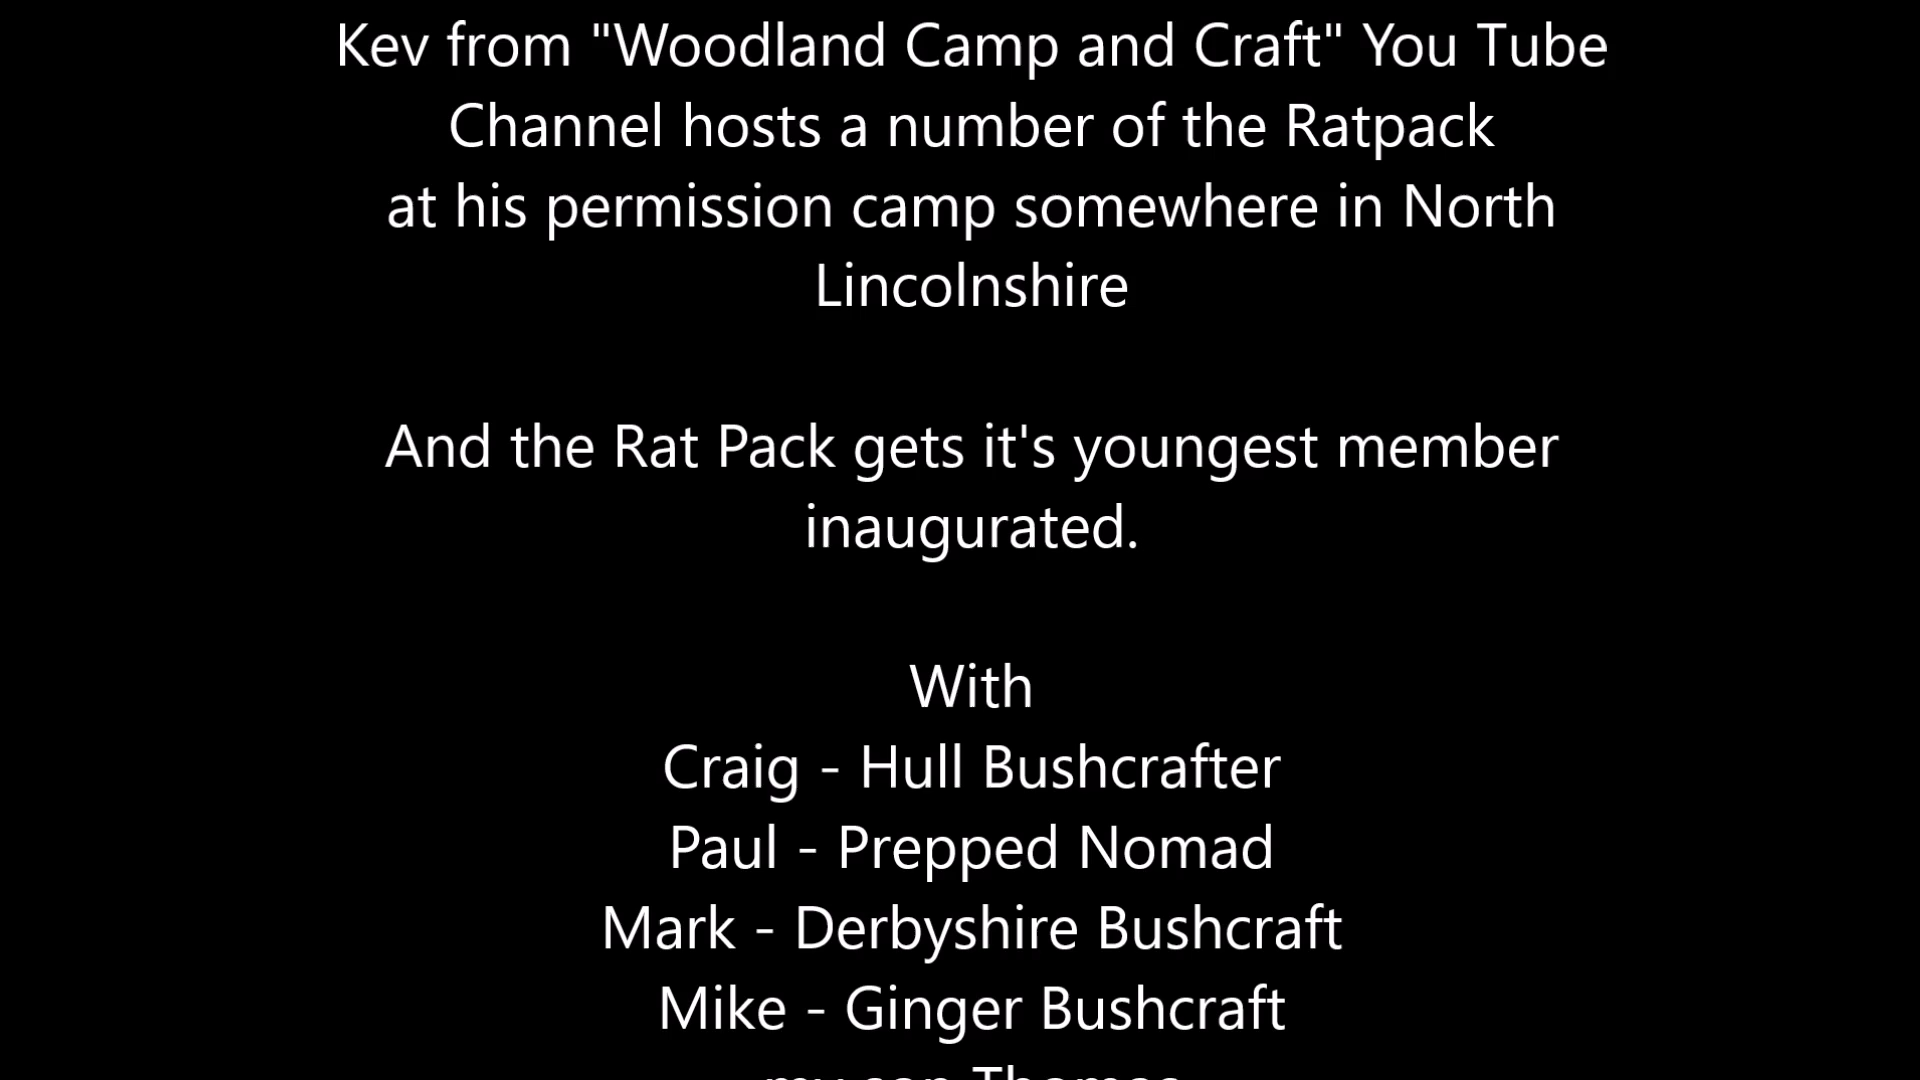 Kev from "Woodland Camp and Craft" You Tube
Channel hosts a number of the Ratpack
at his permission camp somewhere in North
Lincolnshire
And the Rat Pack gets it's youngest member
inaugurated.
With
Craig - Hull Bushcrafter
Paul - Prepped Nomad
Mark - Derbyshire Bushcraft
Mike - Ginger Bushcraft
my son Thomas